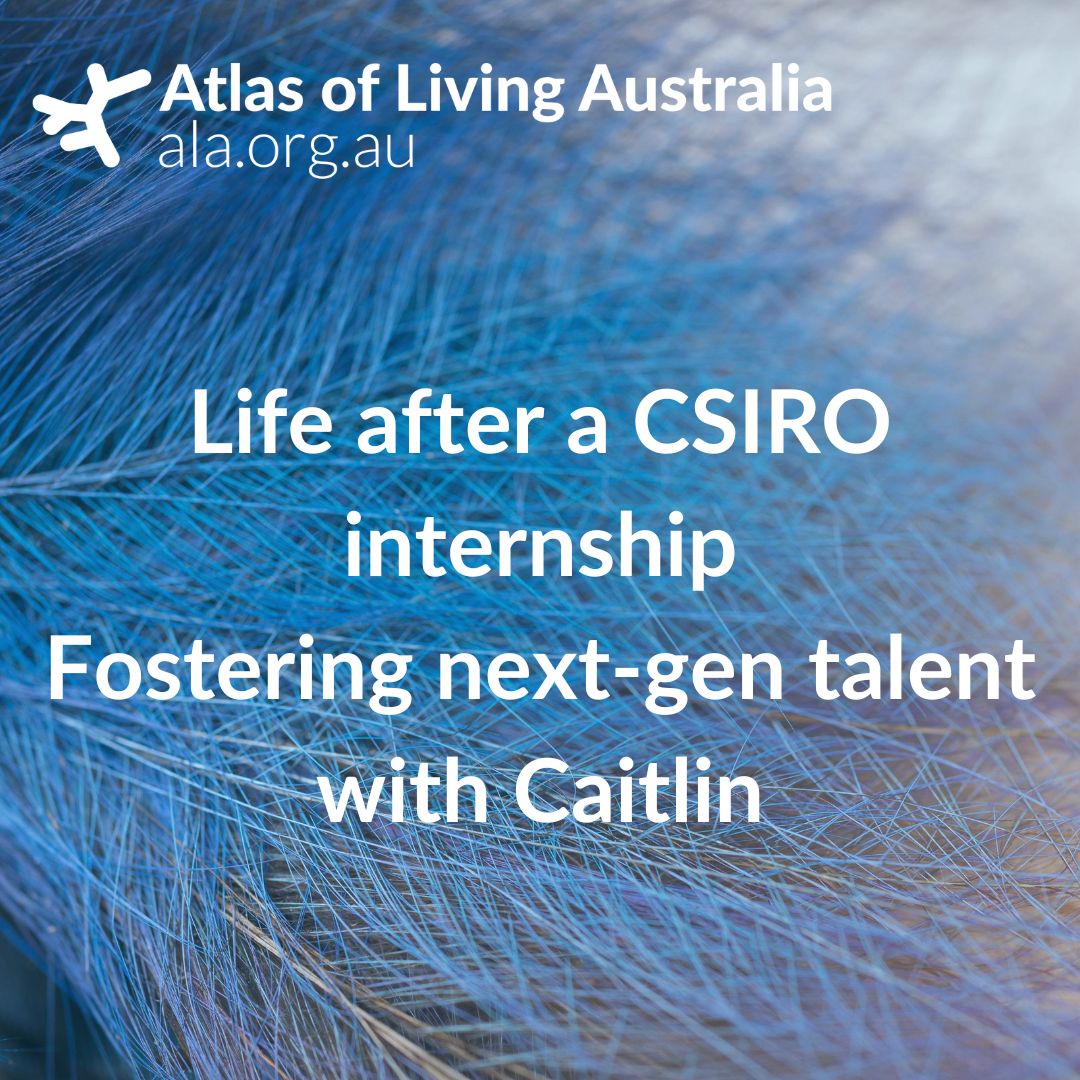 Atlas of Living Australia
ala.org.au
Life after a CSIRO
internship
Fostering next-gen talent
with Caitlin